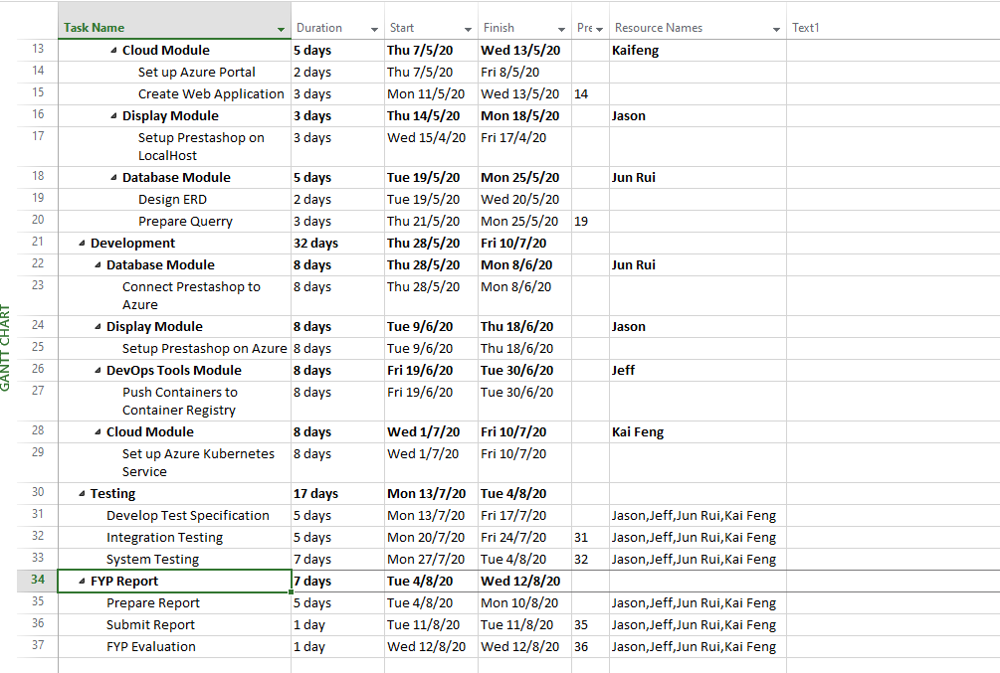 Task Name Duration Start Finish Pre Resource Names Text1
13 Cloud Module 5 days Thu 7/5/20 Wed 13/5/20 Kaifeng
14 Set up Azure Portal 2 days Thu 7/5/20 Fri 8/5/20
15 Create Web Application 3 days Mon 11/5/20 Wed 13/5/20 14
16 Display Module 3 days Thu 14/5/20 Mon 18/5/20 Jason
17 Setup Prestashop on 3 days Wed 15/4/20 Fri 17/4/20
LocalHost
18 Database Module 5 days Tue 19/5/20 Mon 25/5/20 Jun Rui
19 Design ERD 2 days Tue 19/5/20 Wed 20/5/20
20 Prepare Querry 3 days Thu 21/5/20 Mon 25/5/20 19
21 Development 32 days Thu 28/5/20 Fri 10/7/20
22 Database Module 8 days Thu 28/5/20 Mon 8/6/20 Jun Rui
23 Connect Prestashop to 8 days Thu 28/5/20 Mon 8/6/20
Azure
24 Display Module 8 days Tue 9/6/20 Thu 18/6/20 Jason
25 Setup Prestashop on Azure 8 days Tue 9/6/20 Thu 18/6/20
26 DevOps Tools Module 8 days Fri 19/6/20 Tue 30/6/20 Jeff
27 Push Containers to 8 days Fri 19/6/20 Tue 30/6/20
Container Registry
28 Cloud Module 8 days Wed 1/7/20 Fri 10/7/20 Kai Feng
29 Set up Azure Kubernetes 8 days Wed 1/7/20 Fri 10/7/20
Service
30 Testing 17 days Mon 13/7/20 Tue 4/8/20
31 Develop Test Specification 5 days Mon 13/7/20 Fri 17/7/20 Jason,Jeff,Jun Rui,Kai Feng
32 Integration Testing 5 days Mon 20/7/20 Fri 24/7/20 31 Jason,Jeff,Jun Rui,Kai Feng
33 System Testing 7 days Mon 27/7/20 Tue 4/8/20 32 Jason,Jeff,Jun Rui,Kai Feng
34 FYP Report 7 days Tue 4/8/20 Wed 12/8/20
35 Prepare Report 5 days Tue 4/8/20 Mon 10/8/20 Jason,Jeff,Jun Rui,Kai Feng
36 Submit Report 1 day Tue 11/8/20 Tue 11/8/20 35 Jason,Jeff,Jun Rui,Kai Feng
37 FYP Evaluation 1 day Wed 12/8/20 Wed 12/8/20 36 Jason,Jeff,Jun Rui,Kai Feng
GANTT CHART